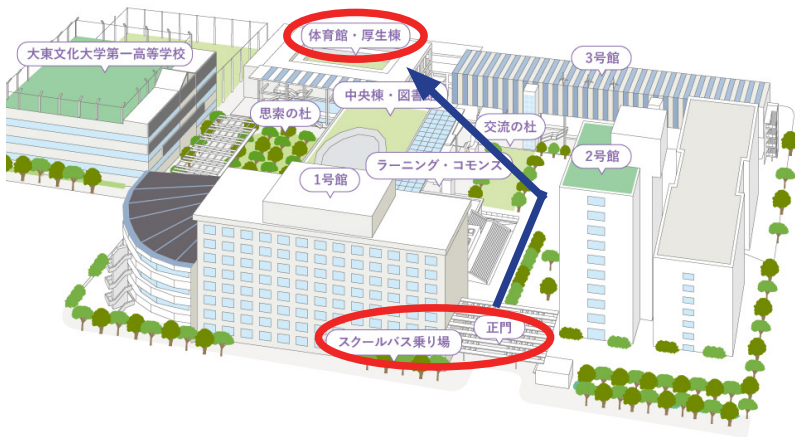 体育館・厚生棟
大東文化大学第一高等学校
3号館
中央棟・図書
思索の杜
交流の杜
2号館
ラーニング・コモンズ
1号館
正門
スクールバス乗り場